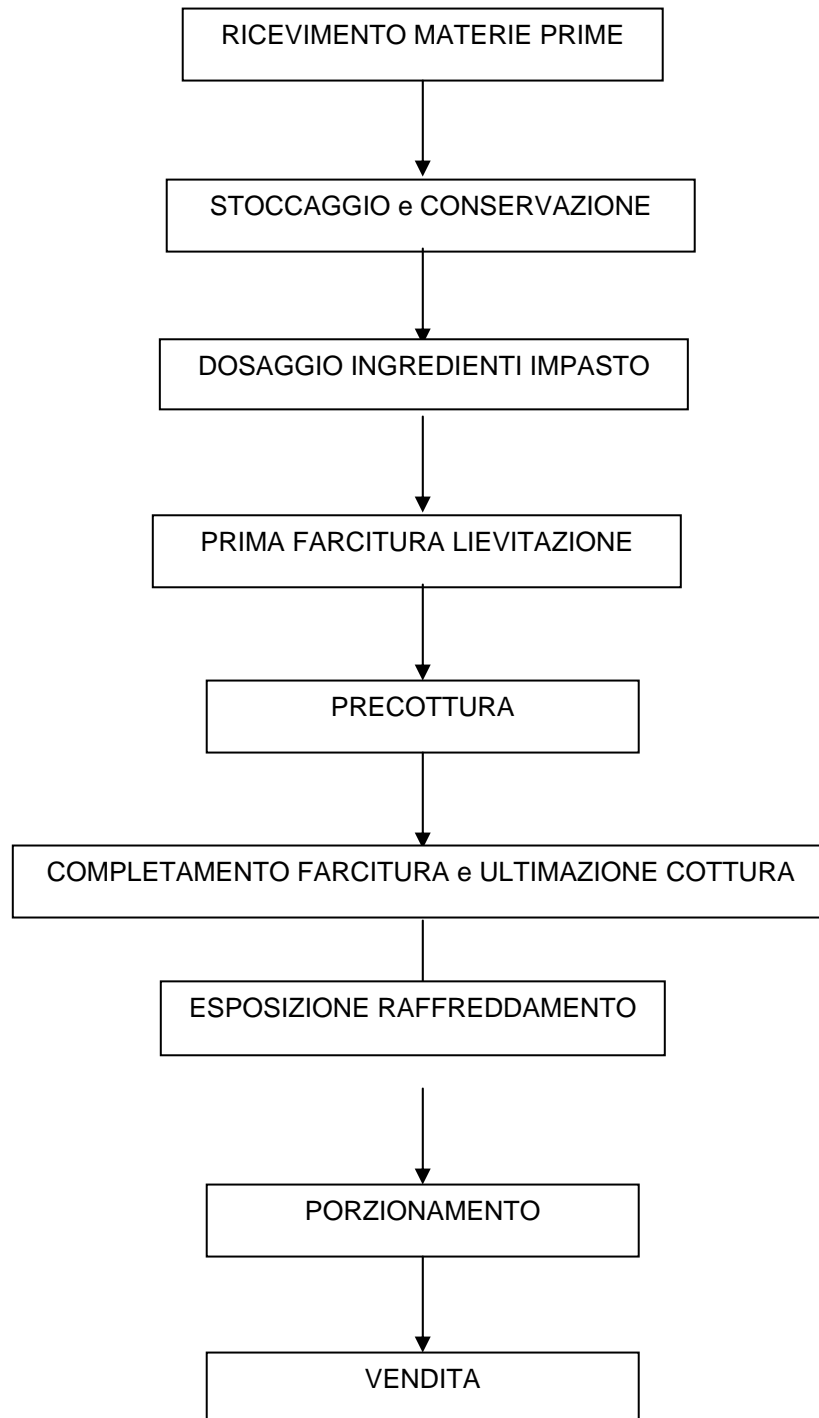 RICEVIMENTO MATERIE PRIME
STOCCAGGIO e CONSERVAZIONE
DOSAGGIO INGREDIENTI IMPASTO
PRIMA FARCITURA LIEVITAZIONE
PRECOTTURA
COMPLETAMENTO FARCITURA e ULTIMAZIONE COTTURA
ESPOSIZIONE RAFFREDDAMENTO
PORZIONAMENTO
VENDITA